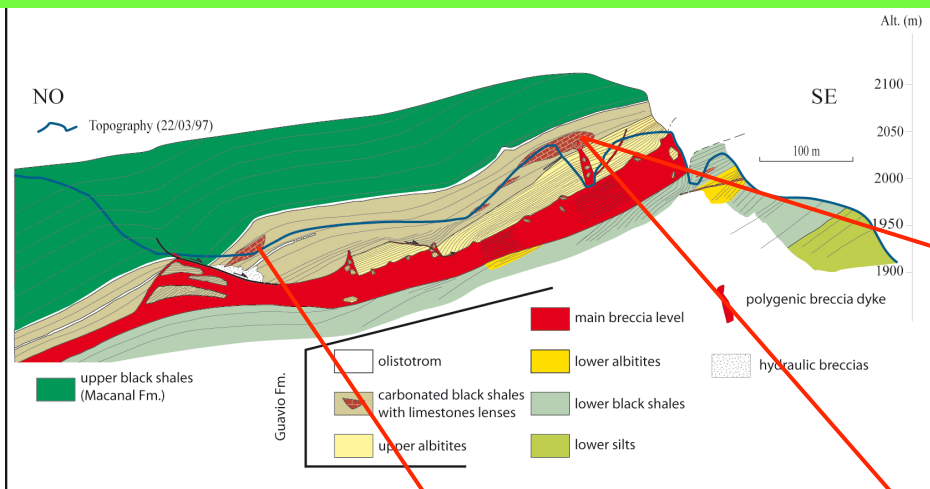 Alt. (m)
NO
SE
Topography (22/03/97)
100 m
2100
2050
2000
1950
1900
upper black shales
(Macanal Fm.)
Guavio Fm.
olistotrom
carbonated black shales
with limestones lenses
upper albitites
main breccia level
lower albitites
lower black shales
lower silts
polygenic breccia dyke
hydraulic breccias